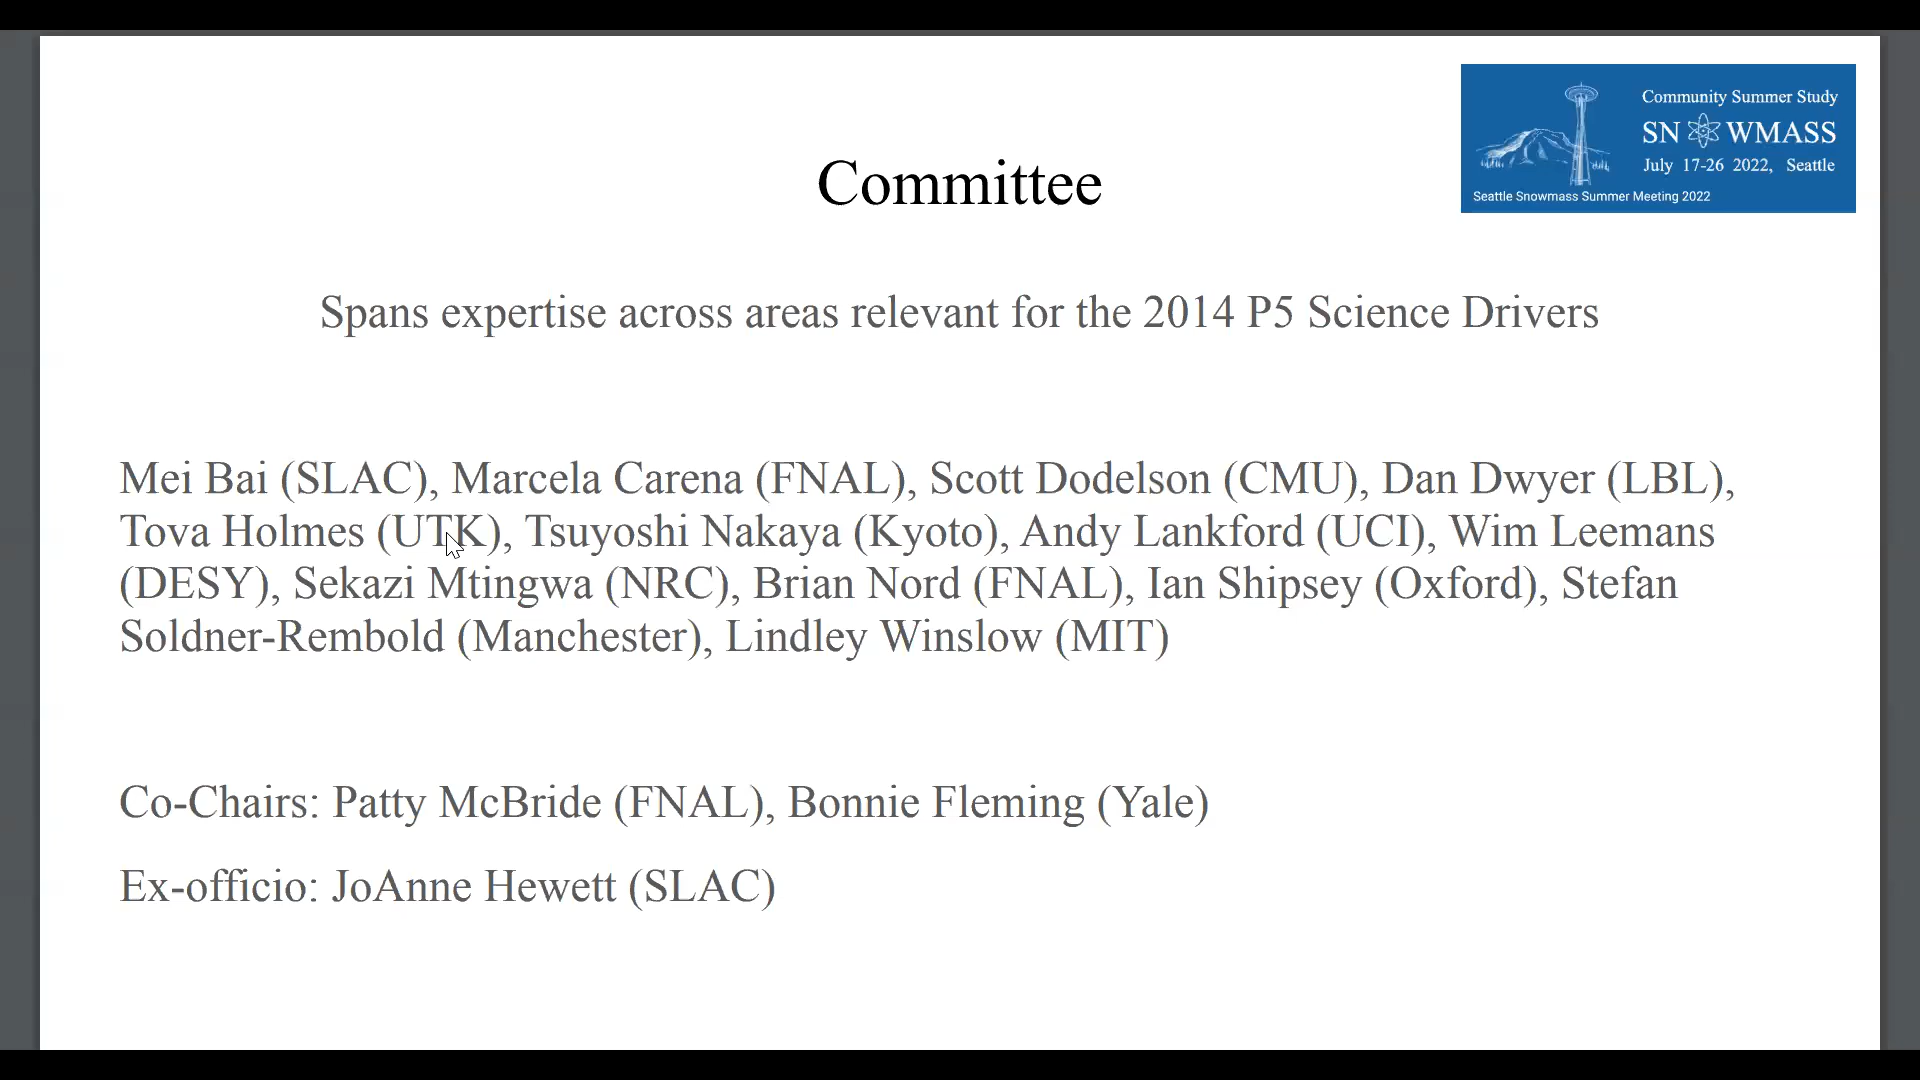 Community Summer Study
SNOWMASS
July 17-26 2022, Seattle
Seattle Snowmass Summer Meeting 2022
Committee
Spans expertise across areas relevant for the 2014 P5 Science Drivers
Mei Bai (SLAC), Marcela Carena (FNAL), Scott Dodelson (CMU), Dan Dwyer (LBL),
Tova Holmes (UTK), Tsuyoshi Nakaya (Kyoto), Andy Lankford (UCI), Wim Leemans
(DESY), Sekazi Mtingwa (NRC), Brian Nord (FNAL), Ian Shipsey (Oxford), Stefan
Soldner-Rembold (Manchester), Lindley Winslow (MIT)
Co-Chairs: Patty McBride (FNAL), Bonnie Fleming (Yale)
Ex-officio: JoAnne Hewett (SLAC)